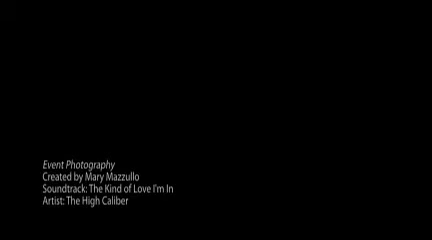 Event Photography
Created by Mary Mazzullo
Soundtrack: The Kind of Love I'm In
Artist: The High Caliber